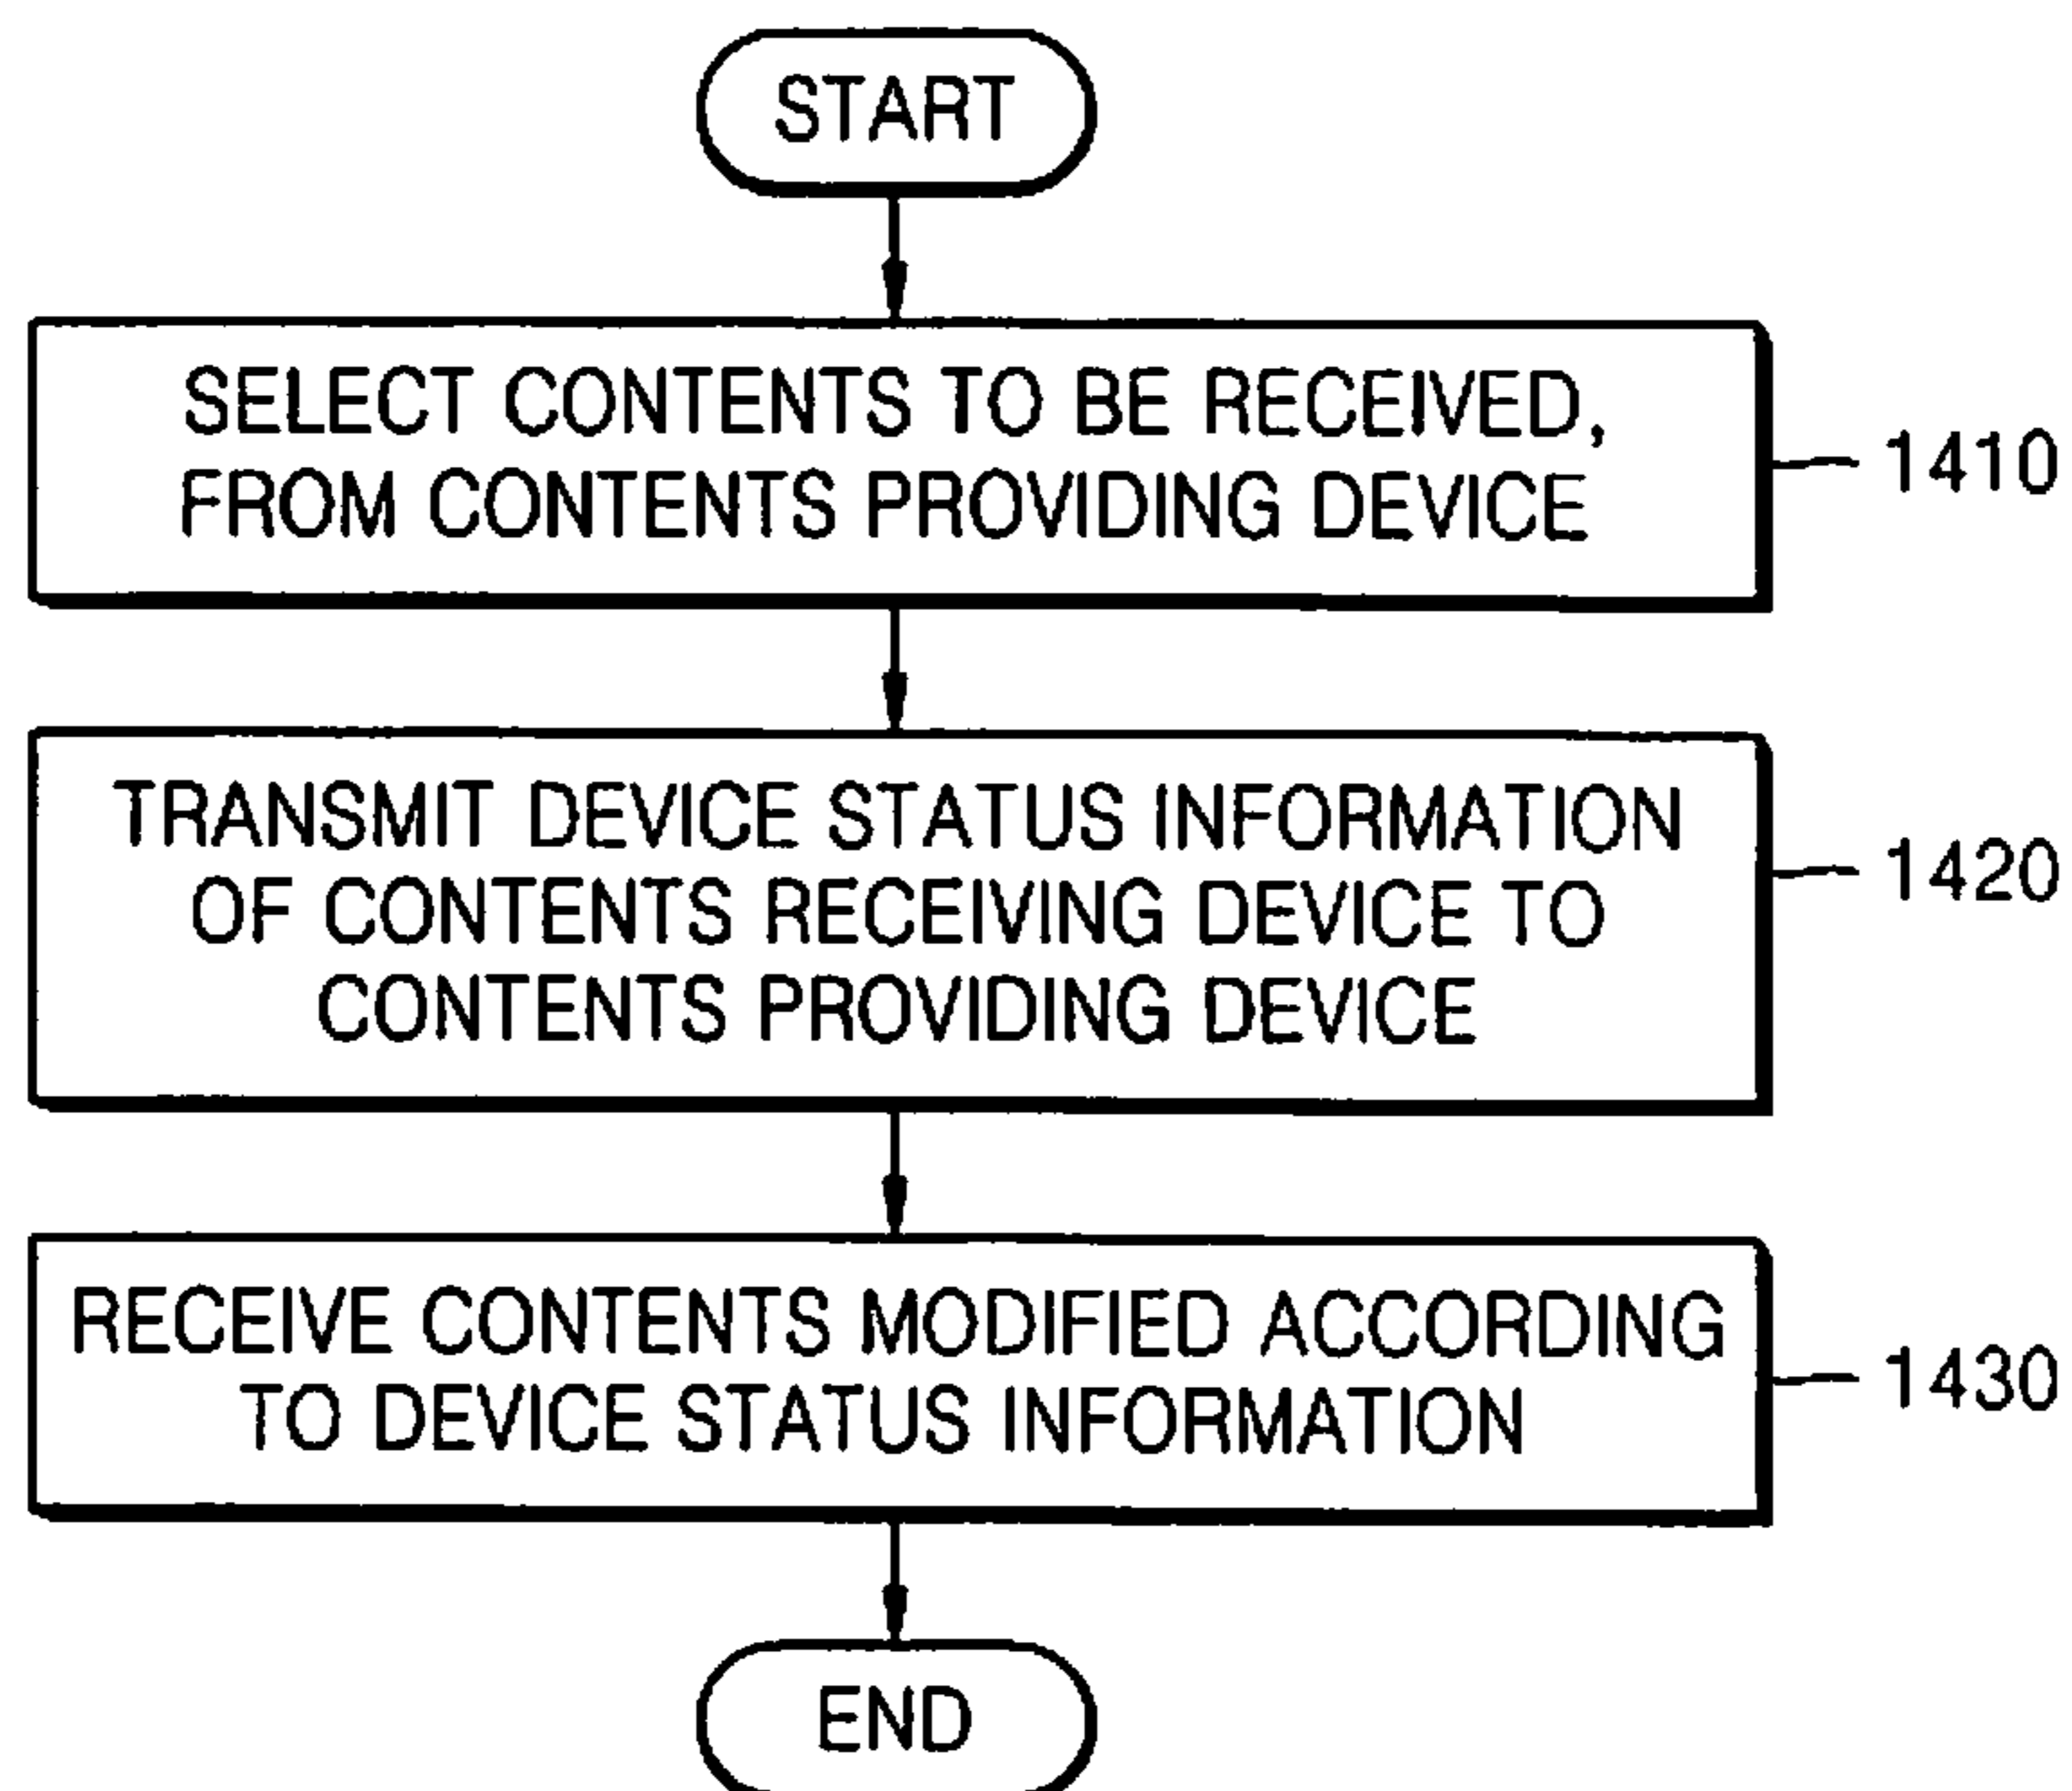 START
SELECT CONTENTS TO BE RECEIVED,
FROM CONTENTS PROVIDING DEVICE
1410
TRANSMIT DEVICE STATUS INFORMATION
OF CONTENTS RECEIVING DEVICE TO
CONTENTS PROVIDING DEVICE
1420
RECEIVE CONTENTS MODIFIED ACCORDING
TO DEVICE STATUS INFORMATION
1430
END